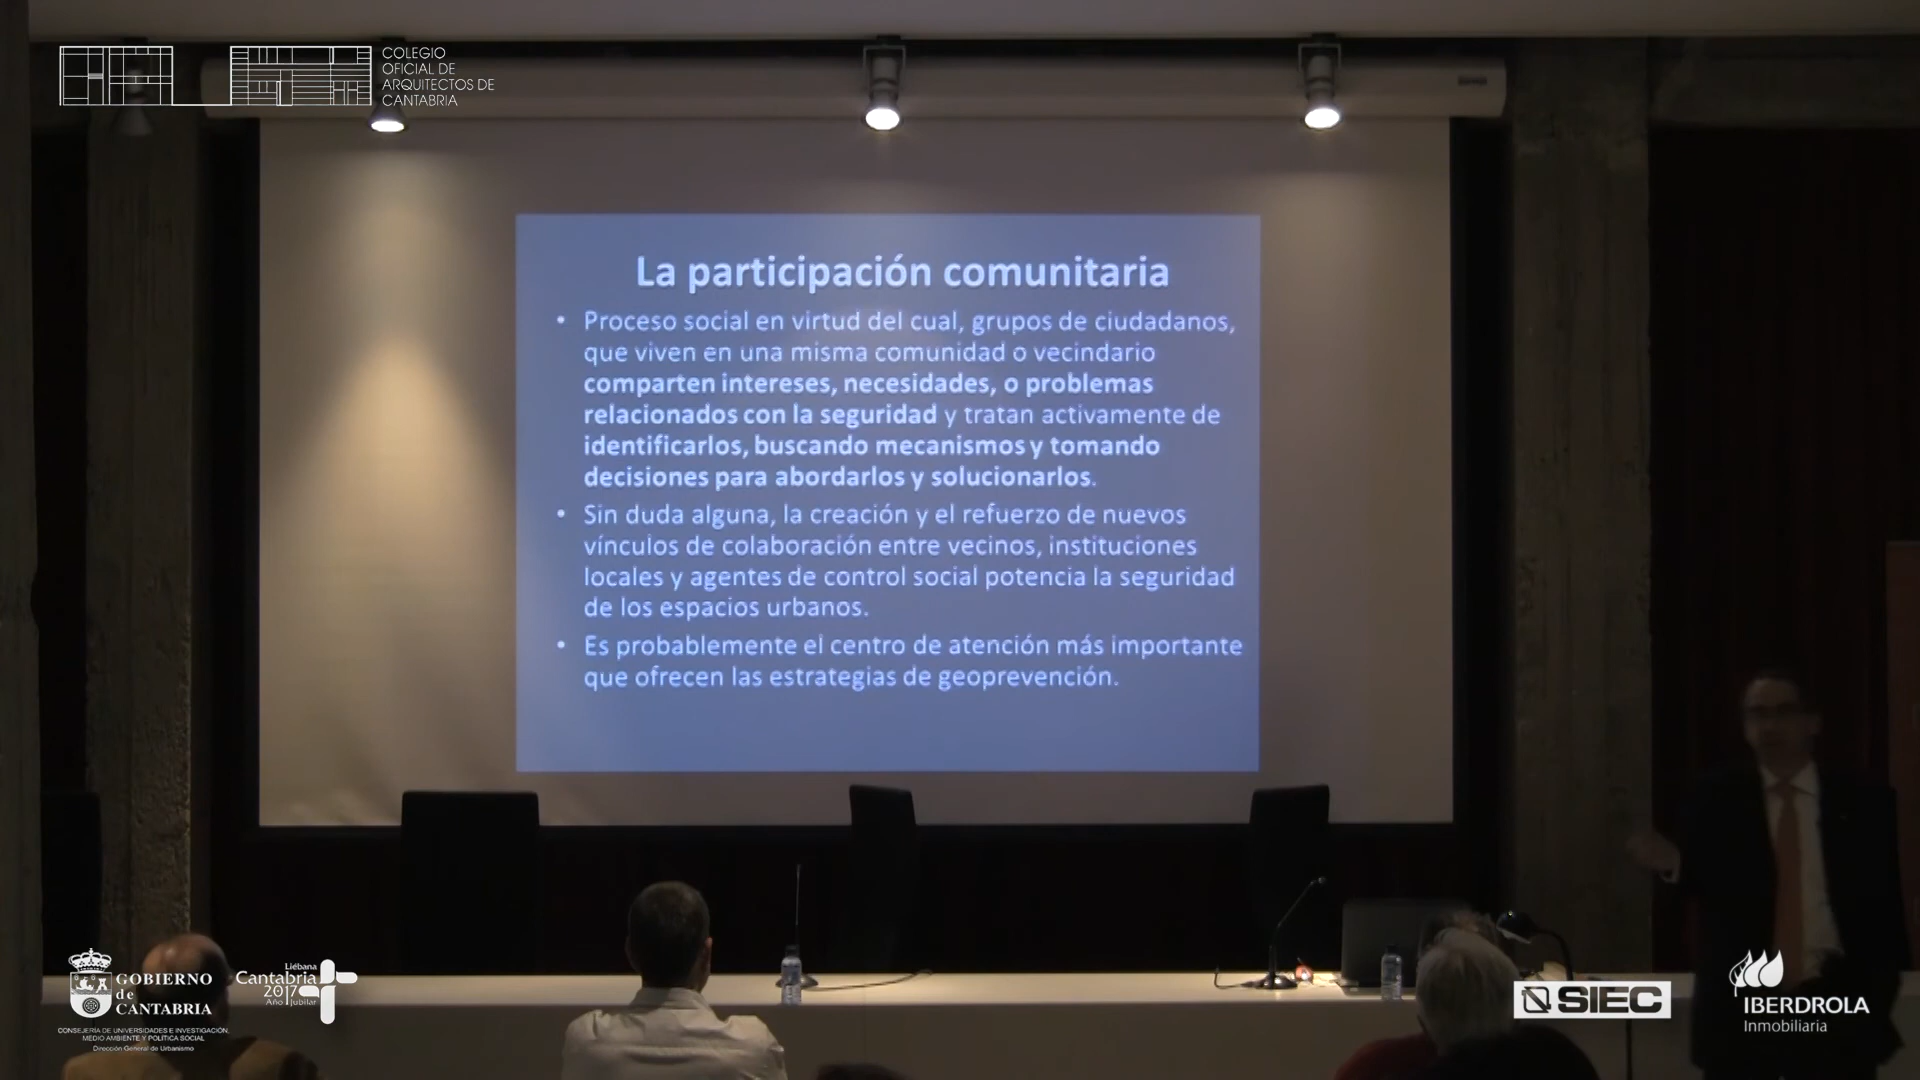 COLEGIO
OFICIAL DE
ARQUITECTOS DE
CANTABRIA
La participación comunitaria
• Proceso social en virtud del cual, grupos de ciudadanos,
que viven en una misma comunidad o vecindario
comparten intereses, necesidades, o problemas
relacionados con la seguridad y tratan activamente de
identificarlos, buscando mecanismos y tomando
decisiones para abordarlos y solucionarlos.
• Sin duda alguna, la creación y el refuerzo de nuevos
vínculos de colaboración entre vecinos, instituciones
locales y agentes de control social potencia la seguridad
de los espacios urbanos.
• Es probablemente el centro de atención más importante
que ofrecen las estrategias de geoprevención.
GOBIERNO
de
CANTABRIA
CONSEJERÍA DE UNIVERSIDADES E INVESTIGACIÓN,
MEDIO AMBIENTE Y POLÍTICA SOCIAL
Dirección General de Urbanismo
Liébana
Cantabria
2017
Año Jubilar
SIEC
IBERDROLA
Inmobiliaria